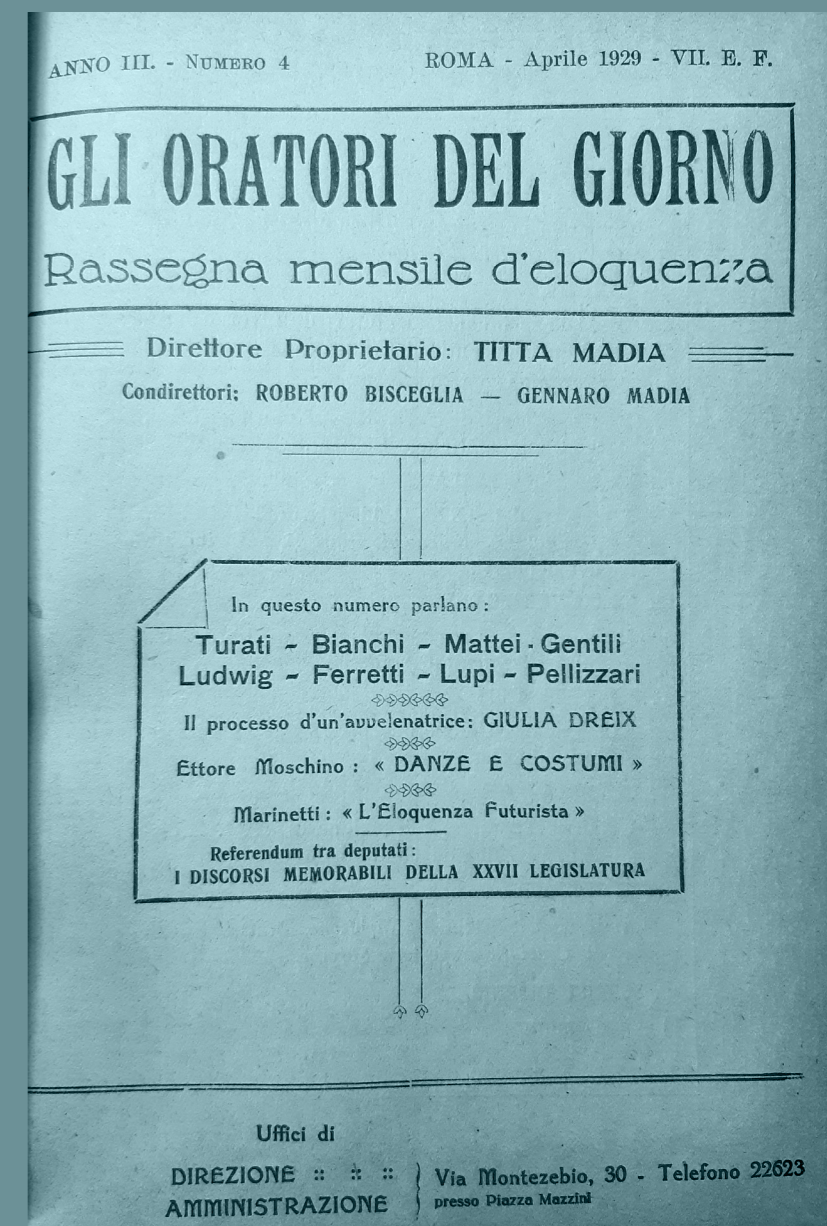 ANNO III. - NUMERO 4 ROMA - Aprile 1929 - VII. E. F.
GLI ORATORI DEL GIORNO
Rassegna mensile d'eloquenza
Direttore Proprietario: TITTA MADIA
Condirettori: ROBERTO BISCEGLIA — GENNARO MADIA
In questo numero parlano:
Turati - Bianchi - Mattei - Gentili
Ludwig - Ferretti - Lupi - Pellizzari
Il processo d'un'avvelenatrice: GIULIA DREIX
Ettore Moschino: « DANZE E COSTUMI »
Marinetti: « L'Eloquenza Futurista »
Referendum tra deputati:
I DISCORSI MEMORABILI DELLA XXVII LEGISLATURA
Uffici di
DIREZIONE :: :: :: Via Montezebio, 30 - Telefono 22623
AMMINISTRAZIONE presso Piazza Mazzini